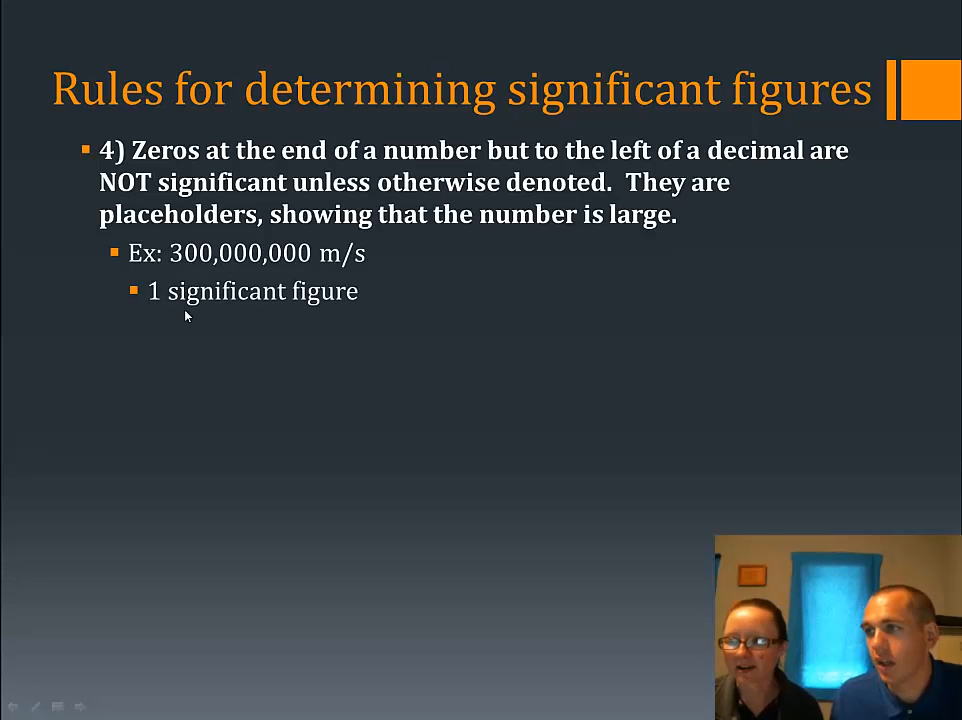 Rules for determining significant figures
4) Zeros at the end of a number but to the left of a decimal are
NOT significant unless otherwise denoted.  They are
placeholders, showing that the number is large.
Ex: 300,000,000 m/s
1 significant figure